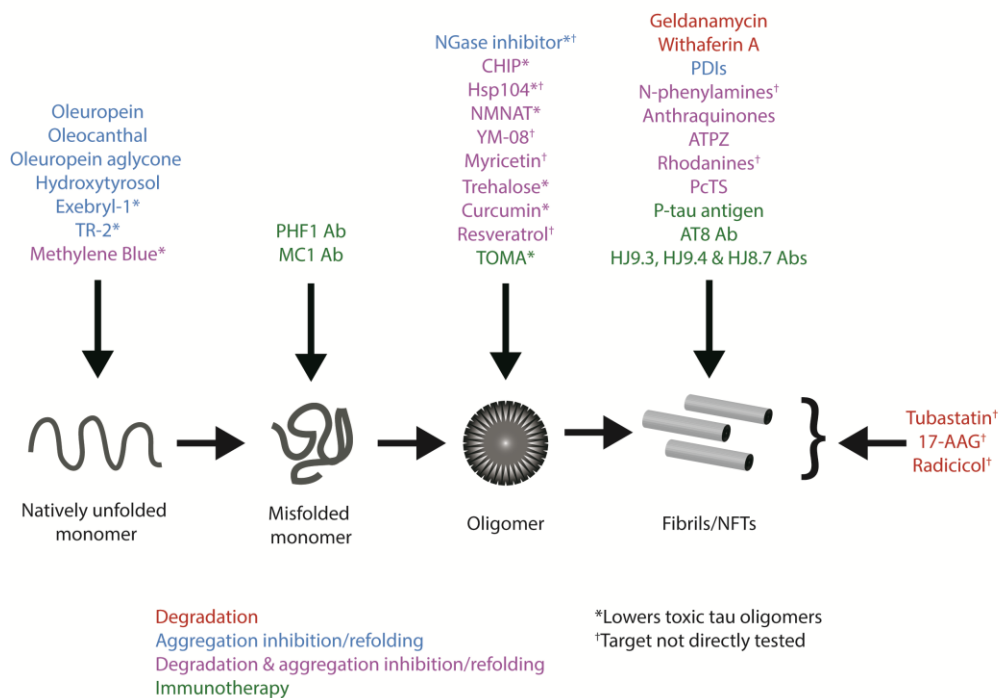 Oleuropein
Oleocanthal
Oleuropein aglycone
Hydroxytyrosol
Exebryl-1*
TR-2*
Methylene Blue*
PHF1 Ab
MC1 Ab
NGase inhibitor*†
CHIP*
Hsp104*†
NMNAT*
YM-08†
Myricetin†
Trehalose*
Curcumin*
Resveratrol†
TOMA*
Geldanamycin
Withaferin A
PDIs
N-phenylamines†
Anthraquinones
ATPZ
Rhodanines†
PcTS
P-tau antigen
AT8 Ab
HJ9.3, HJ9.4 & HJ8.7 Abs
}
Tubastatin†
17-AAG†
Radicicol†
Natively unfolded
monomer
Misfolded
monomer
Oligomer
Fibrils/NFTs
Degradation
Aggregation inhibition/refolding
Degradation & aggregation inhibition/refolding
Immunotherapy
*Lowers toxic tau oligomers
†Target not directly tested